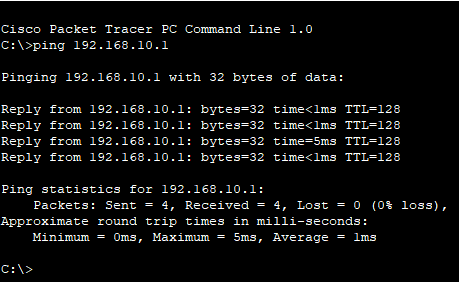 Cisco Packet Tracer PC Command Line 1.0
C:\>ping 192.168.10.1
Pinging 192.168.10.1 with 32 bytes of data:
Reply from 192.168.10.1: bytes=32 time<1ms TTL=128
Reply from 192.168.10.1: bytes=32 time<1ms TTL=128
Reply from 192.168.10.1: bytes=32 time=5ms TTL=128
Reply from 192.168.10.1: bytes=32 time<1ms TTL=128
Ping statistics for 192.168.10.1:
    Packets: Sent = 4, Received = 4, Lost = 0 (0% loss),
Approximate round trip times in milli-seconds:
    Minimum = 0ms, Maximum = 5ms, Average = 1ms
C:\>